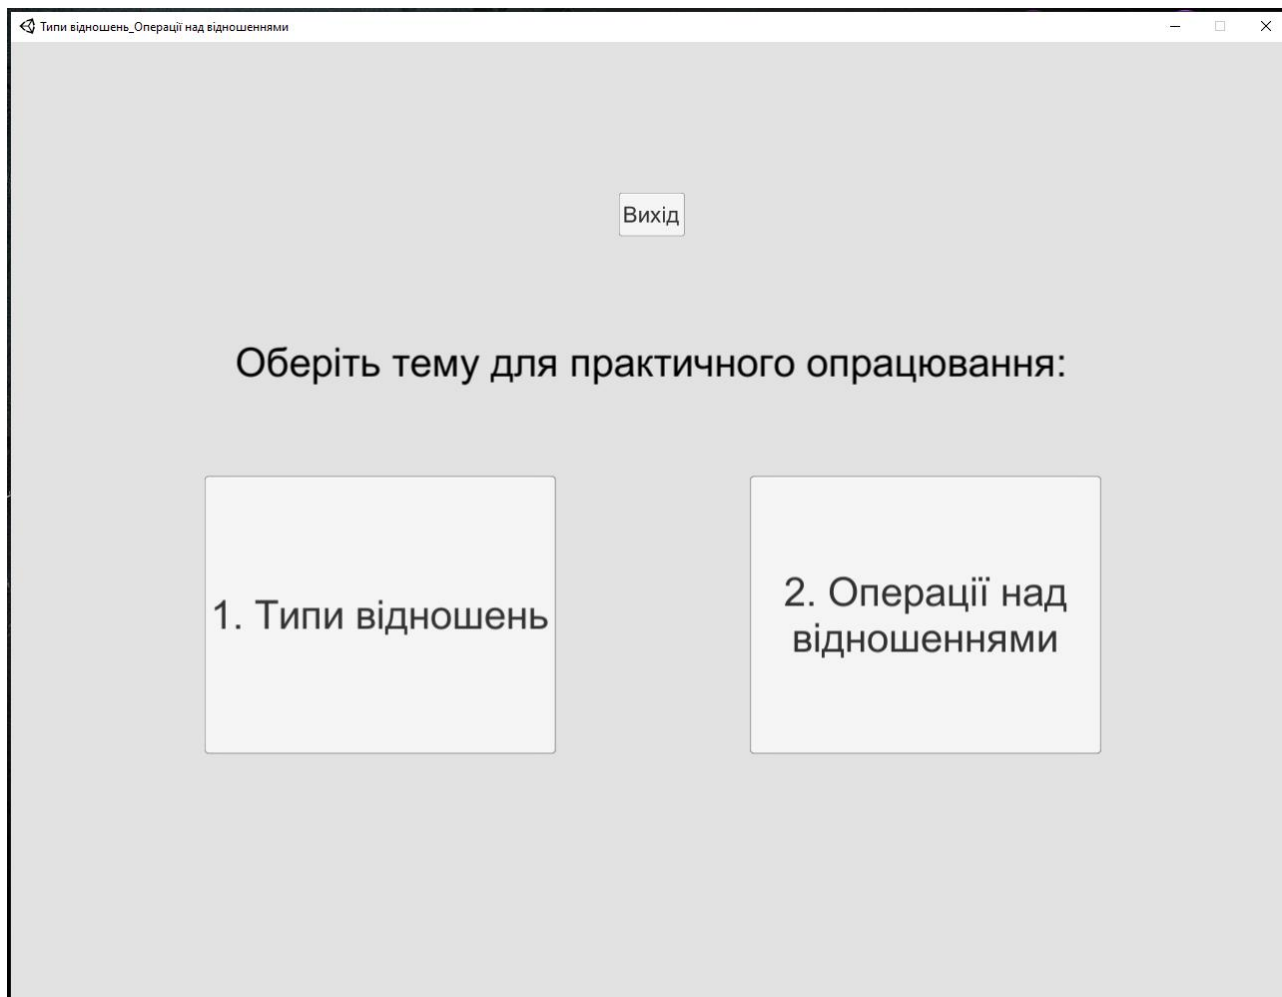 Типи відношень_Операції над відношеннями
Вихід
Оберіть тему для практичного опрацювання:
1. Типи відношень
2. Операції над
відношеннями